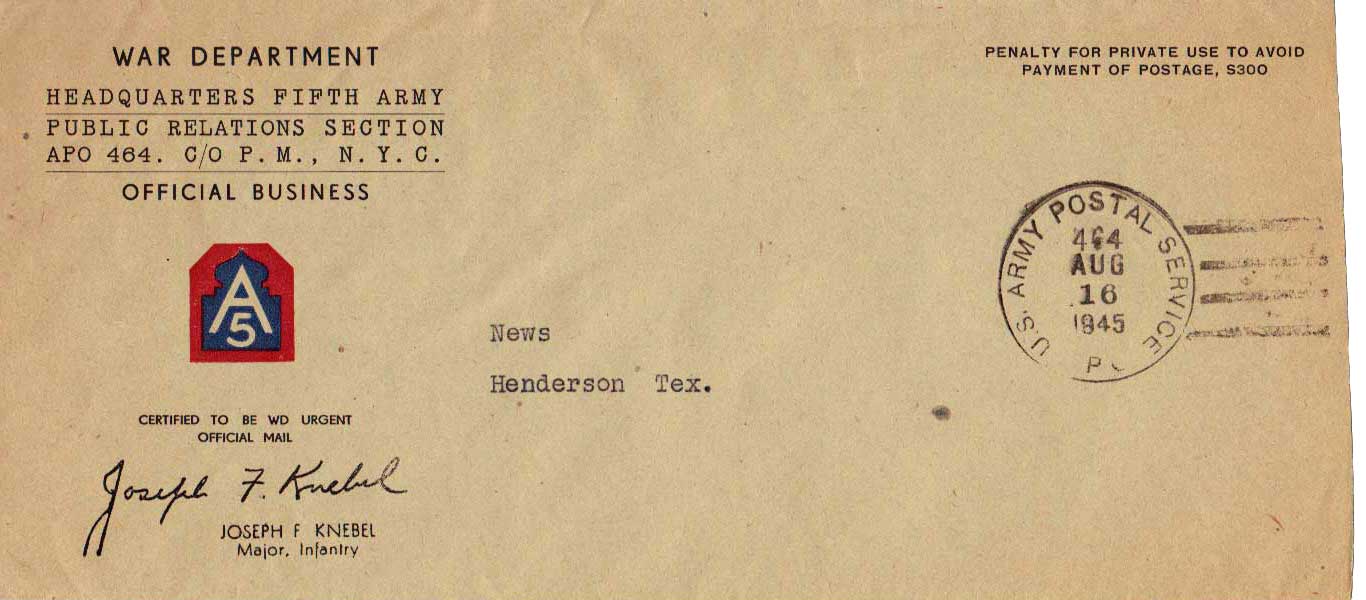 WAR DEPARTMENT
HEADQUARTERS FIFTH ARMY
PUBLIC RELATIONS SECTION
APO 464. C/O P. M., N. Y. C.
OFFICIAL BUSINESS
PENALTY FOR PRIVATE USE TO AVOID
PAYMENT OF POSTAGE, $300
A
5
U.S. ARMY POSTAL SERVICE
464
AUG
16
1945
P
News
Henderson Tex.
CERTIFIED TO BE WD URGENT
OFFICIAL MAIL
Joseph F. Knebel
JOSEPH F KNEBEL
Major, Infantry